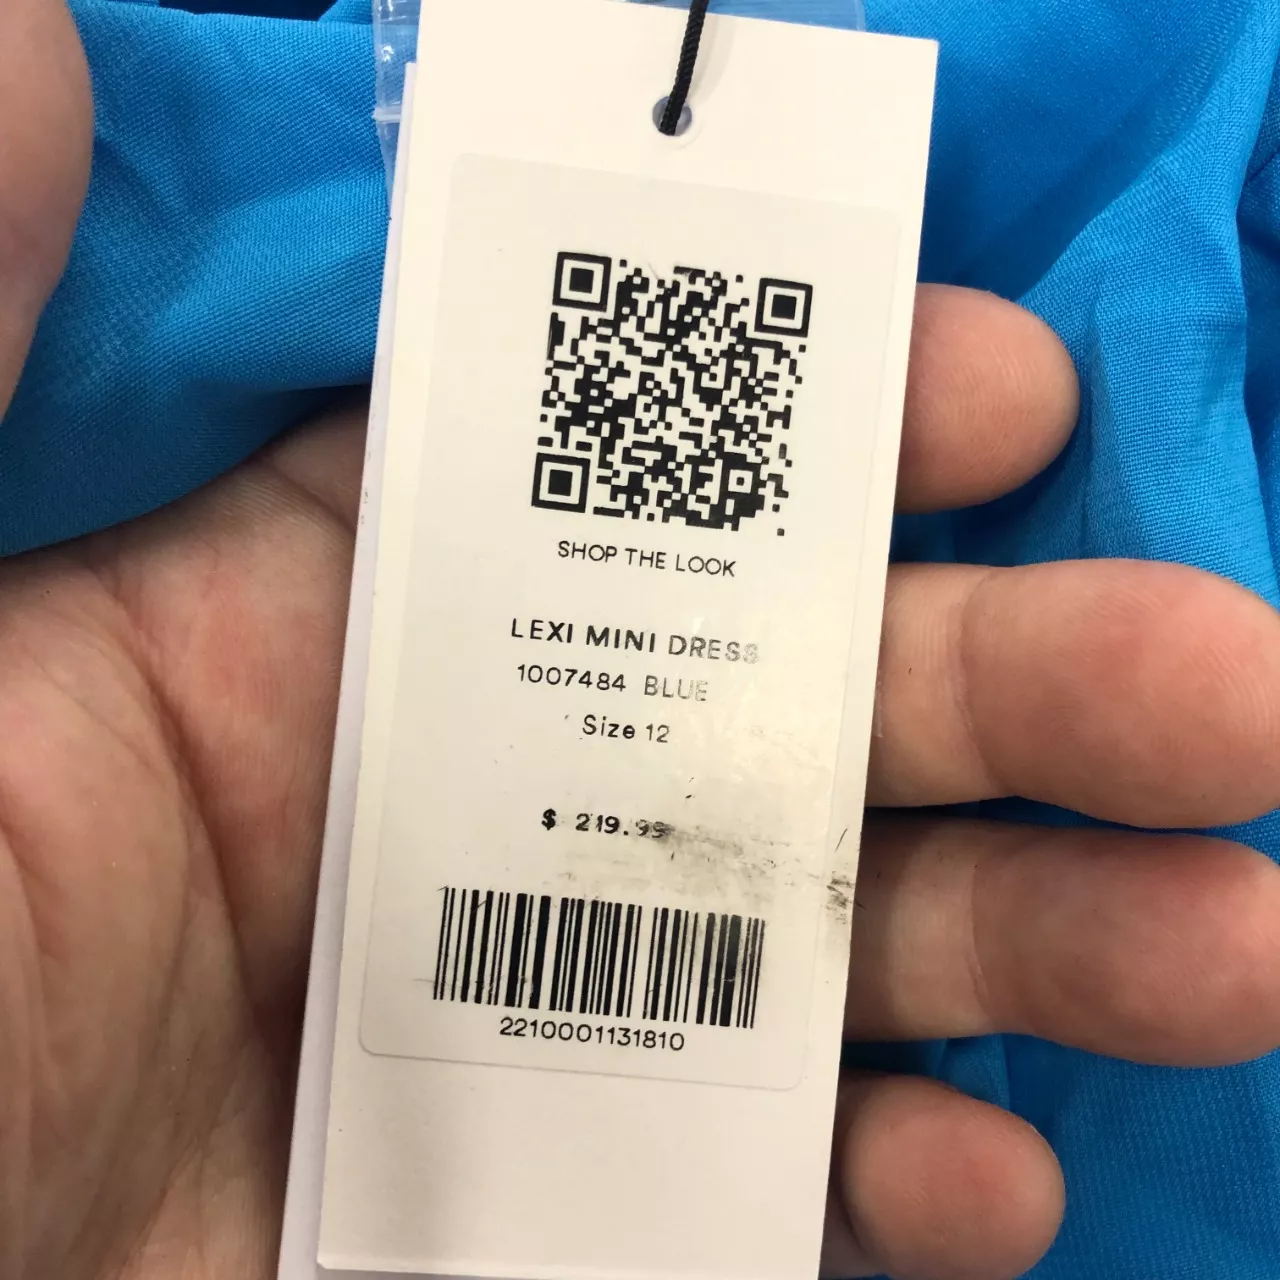 SHOP THE LOOK
LEXI MINI DRESS
1007484 BLUE
Size 12
$ 219.99
2210001131810